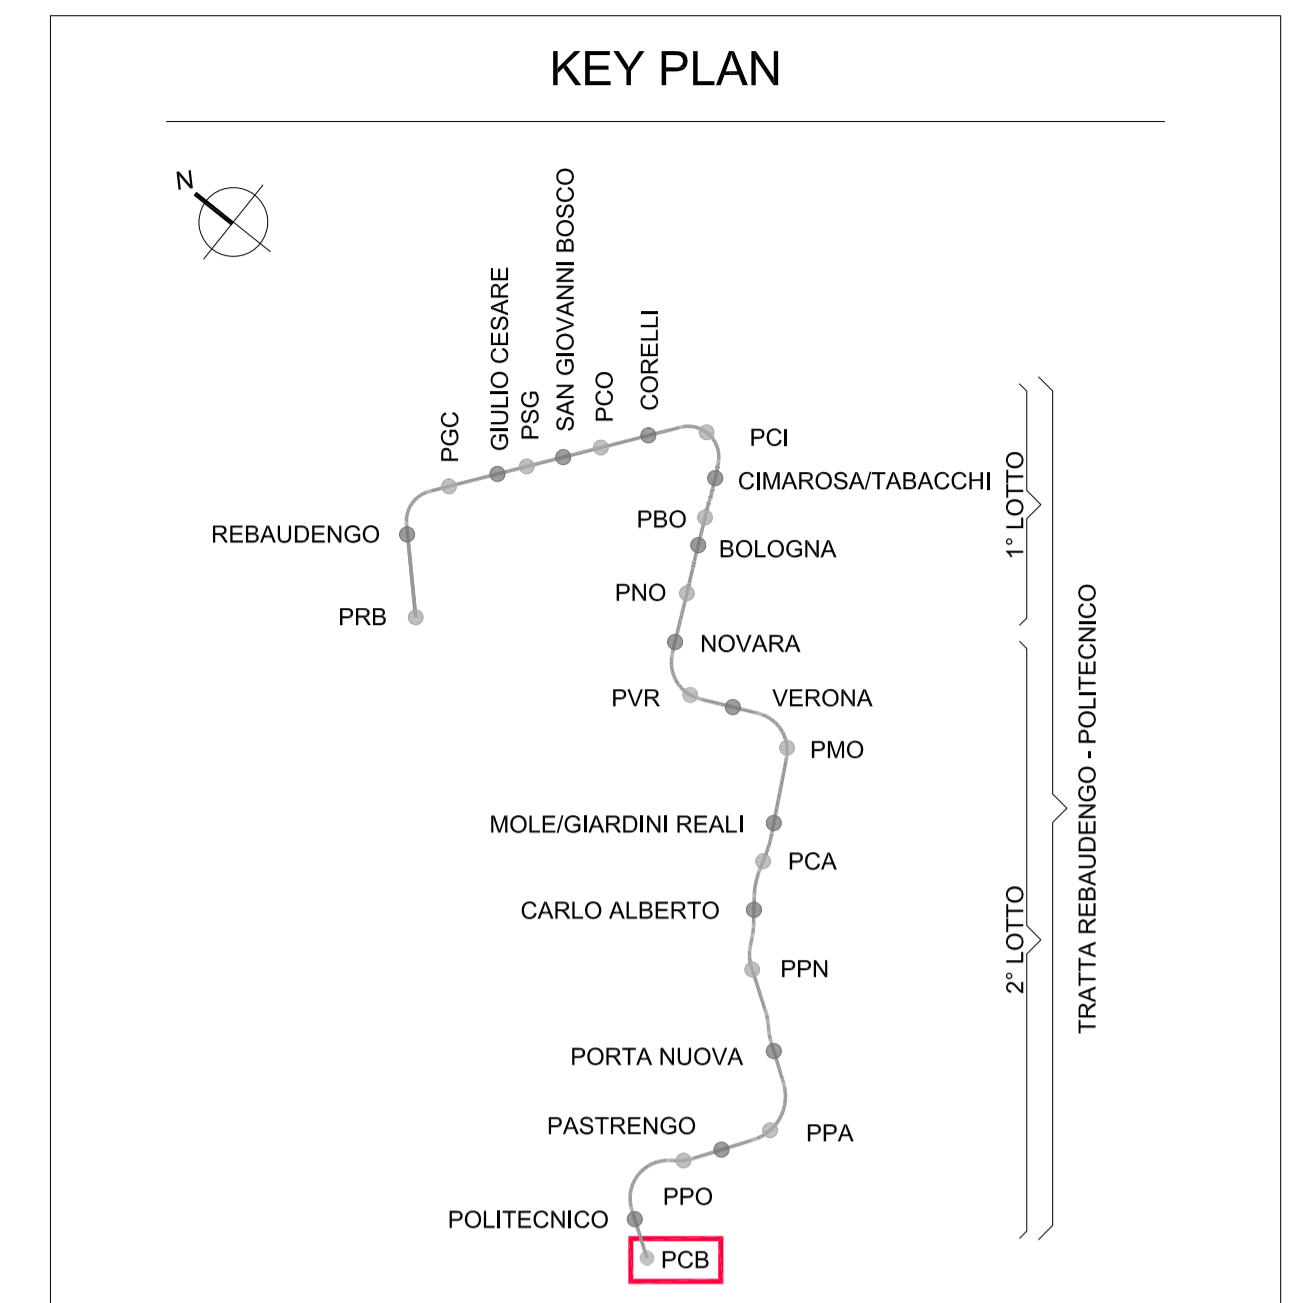 KEY PLAN
N
PGC
GIULIO CESARE
PSG
SAN GIOVANNI BOSCO
PCO
CORELLI
PCI
CIMAROSA/TABACCHI
REBAUDENGO
PBO
BOLOGNA
PRB
PNO
NOVARA
PVR
VERONA
PMO
MOLE/GIARDINI REALI
PCA
CARLO ALBERTO
PPN
PORTA NUOVA
PASTRENGO
PPA
PPO
POLITECNICO
PCB
1° LOTTO
2° LOTTO
TRATTA REBAUDENGO - POLITECNICO